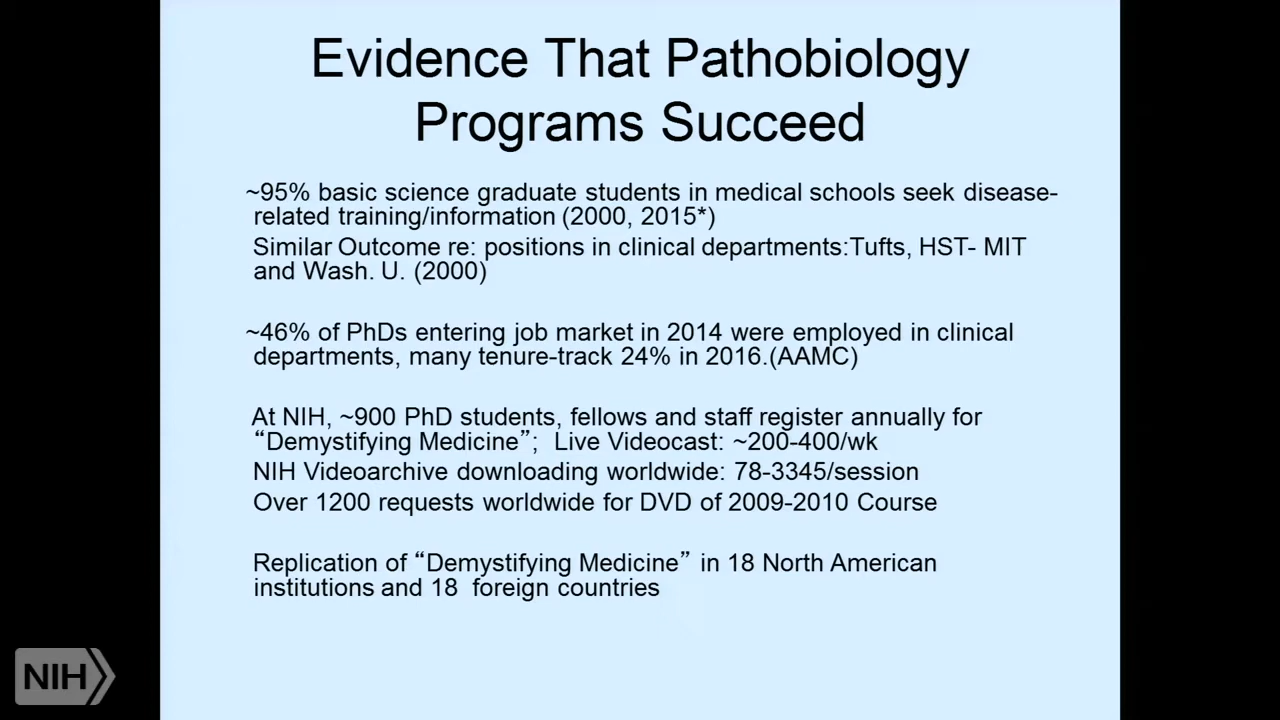 Evidence That Pathobiology
Programs Succeed
~95% basic science graduate students in medical schools seek disease-
related training/information (2000, 2015*)
Similar Outcome re: positions in clinical departments:Tufts, HST- MIT
and Wash. U. (2000)
~46% of PhDs entering job market in 2014 were employed in clinical
departments, many tenure-track 24% in 2016.(AAMC)
At NIH, ~900 PhD students, fellows and staff register annually for
“Demystifying Medicine”; Live Videocast: ~200-400/wk
NIH Videoarchive downloading worldwide: 78-3345/session
Over 1200 requests worldwide for DVD of 2009-2010 Course
Replication of “Demystifying Medicine” in 18 North American
institutions and 18 foreign countries
NIH